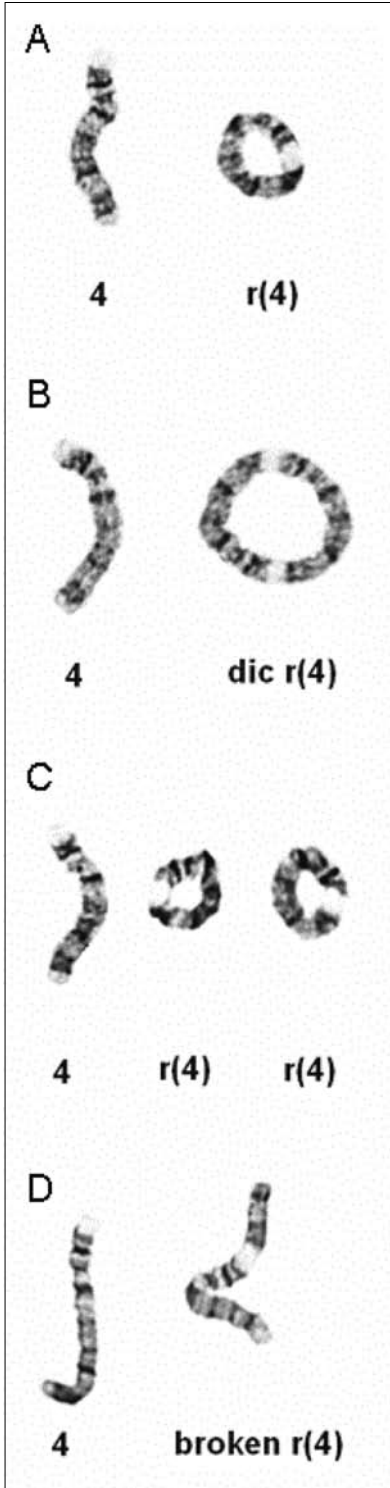 A
4 r(4)
B
4 dic r(4)
C
4 r(4) r(4)
D
4 broken r(4)